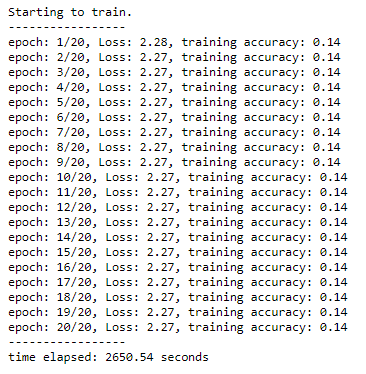 Starting to train.
-----------------
epoch: 1/20, Loss: 2.28, training accuracy: 0.14
epoch: 2/20, Loss: 2.27, training accuracy: 0.14
epoch: 3/20, Loss: 2.27, training accuracy: 0.14
epoch: 4/20, Loss: 2.27, training accuracy: 0.14
epoch: 5/20, Loss: 2.27, training accuracy: 0.14
epoch: 6/20, Loss: 2.27, training accuracy: 0.14
epoch: 7/20, Loss: 2.27, training accuracy: 0.14
epoch: 8/20, Loss: 2.27, training accuracy: 0.14
epoch: 9/20, Loss: 2.27, training accuracy: 0.14
epoch: 10/20, Loss: 2.27, training accuracy: 0.14
epoch: 11/20, Loss: 2.27, training accuracy: 0.14
epoch: 12/20, Loss: 2.27, training accuracy: 0.14
epoch: 13/20, Loss: 2.27, training accuracy: 0.14
epoch: 14/20, Loss: 2.27, training accuracy: 0.14
epoch: 15/20, Loss: 2.27, training accuracy: 0.14
epoch: 16/20, Loss: 2.27, training accuracy: 0.14
epoch: 17/20, Loss: 2.27, training accuracy: 0.14
epoch: 18/20, Loss: 2.27, training accuracy: 0.14
epoch: 19/20, Loss: 2.27, training accuracy: 0.14
epoch: 20/20, Loss: 2.27, training accuracy: 0.14
-----------------
time elapsed: 2650.54 seconds